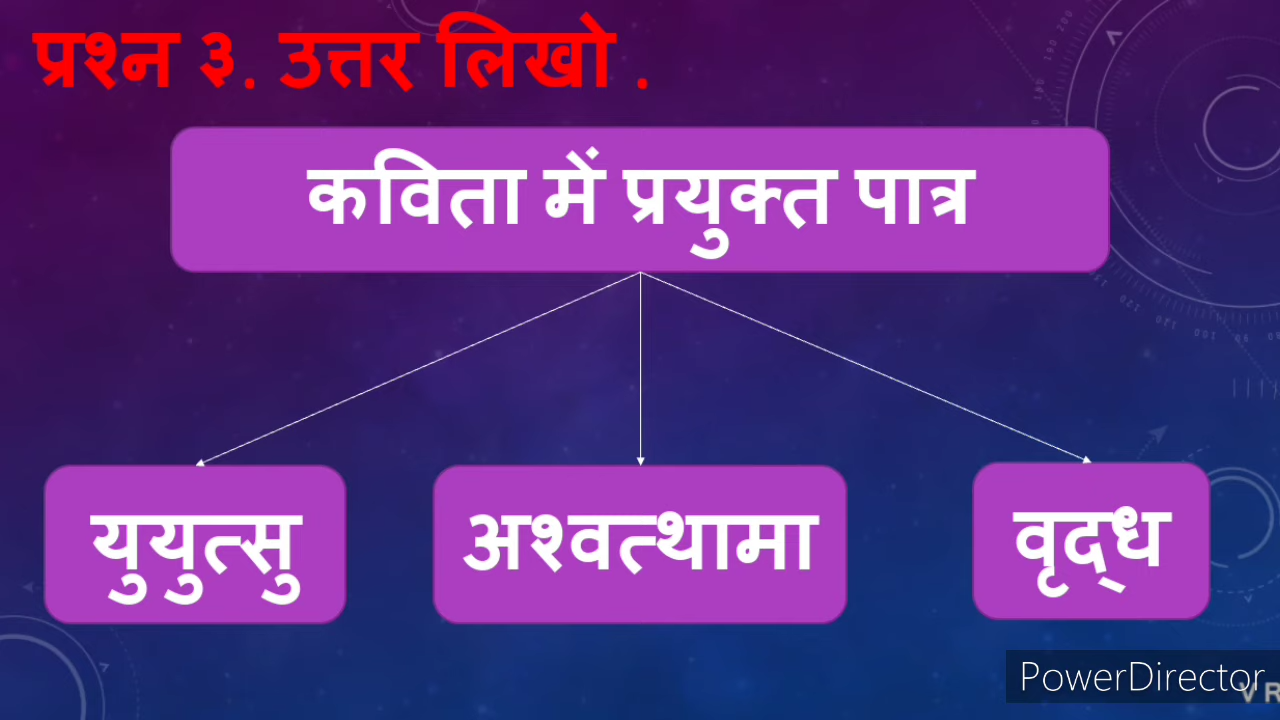 प्रश्न ३. उत्तर लिखो .
कविता में प्रयुक्त पात्र
युयुत्सु
अश्वत्थामा
वृद्‌ध
PowerDirector